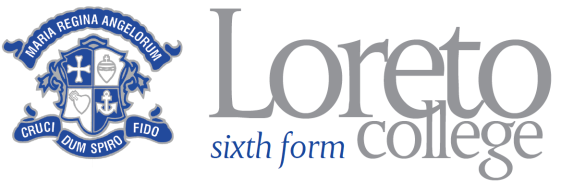 MARIA REGINA ANGELORUM
CRUCI DUM SPIRO FIDO
Loreto
sixth form college